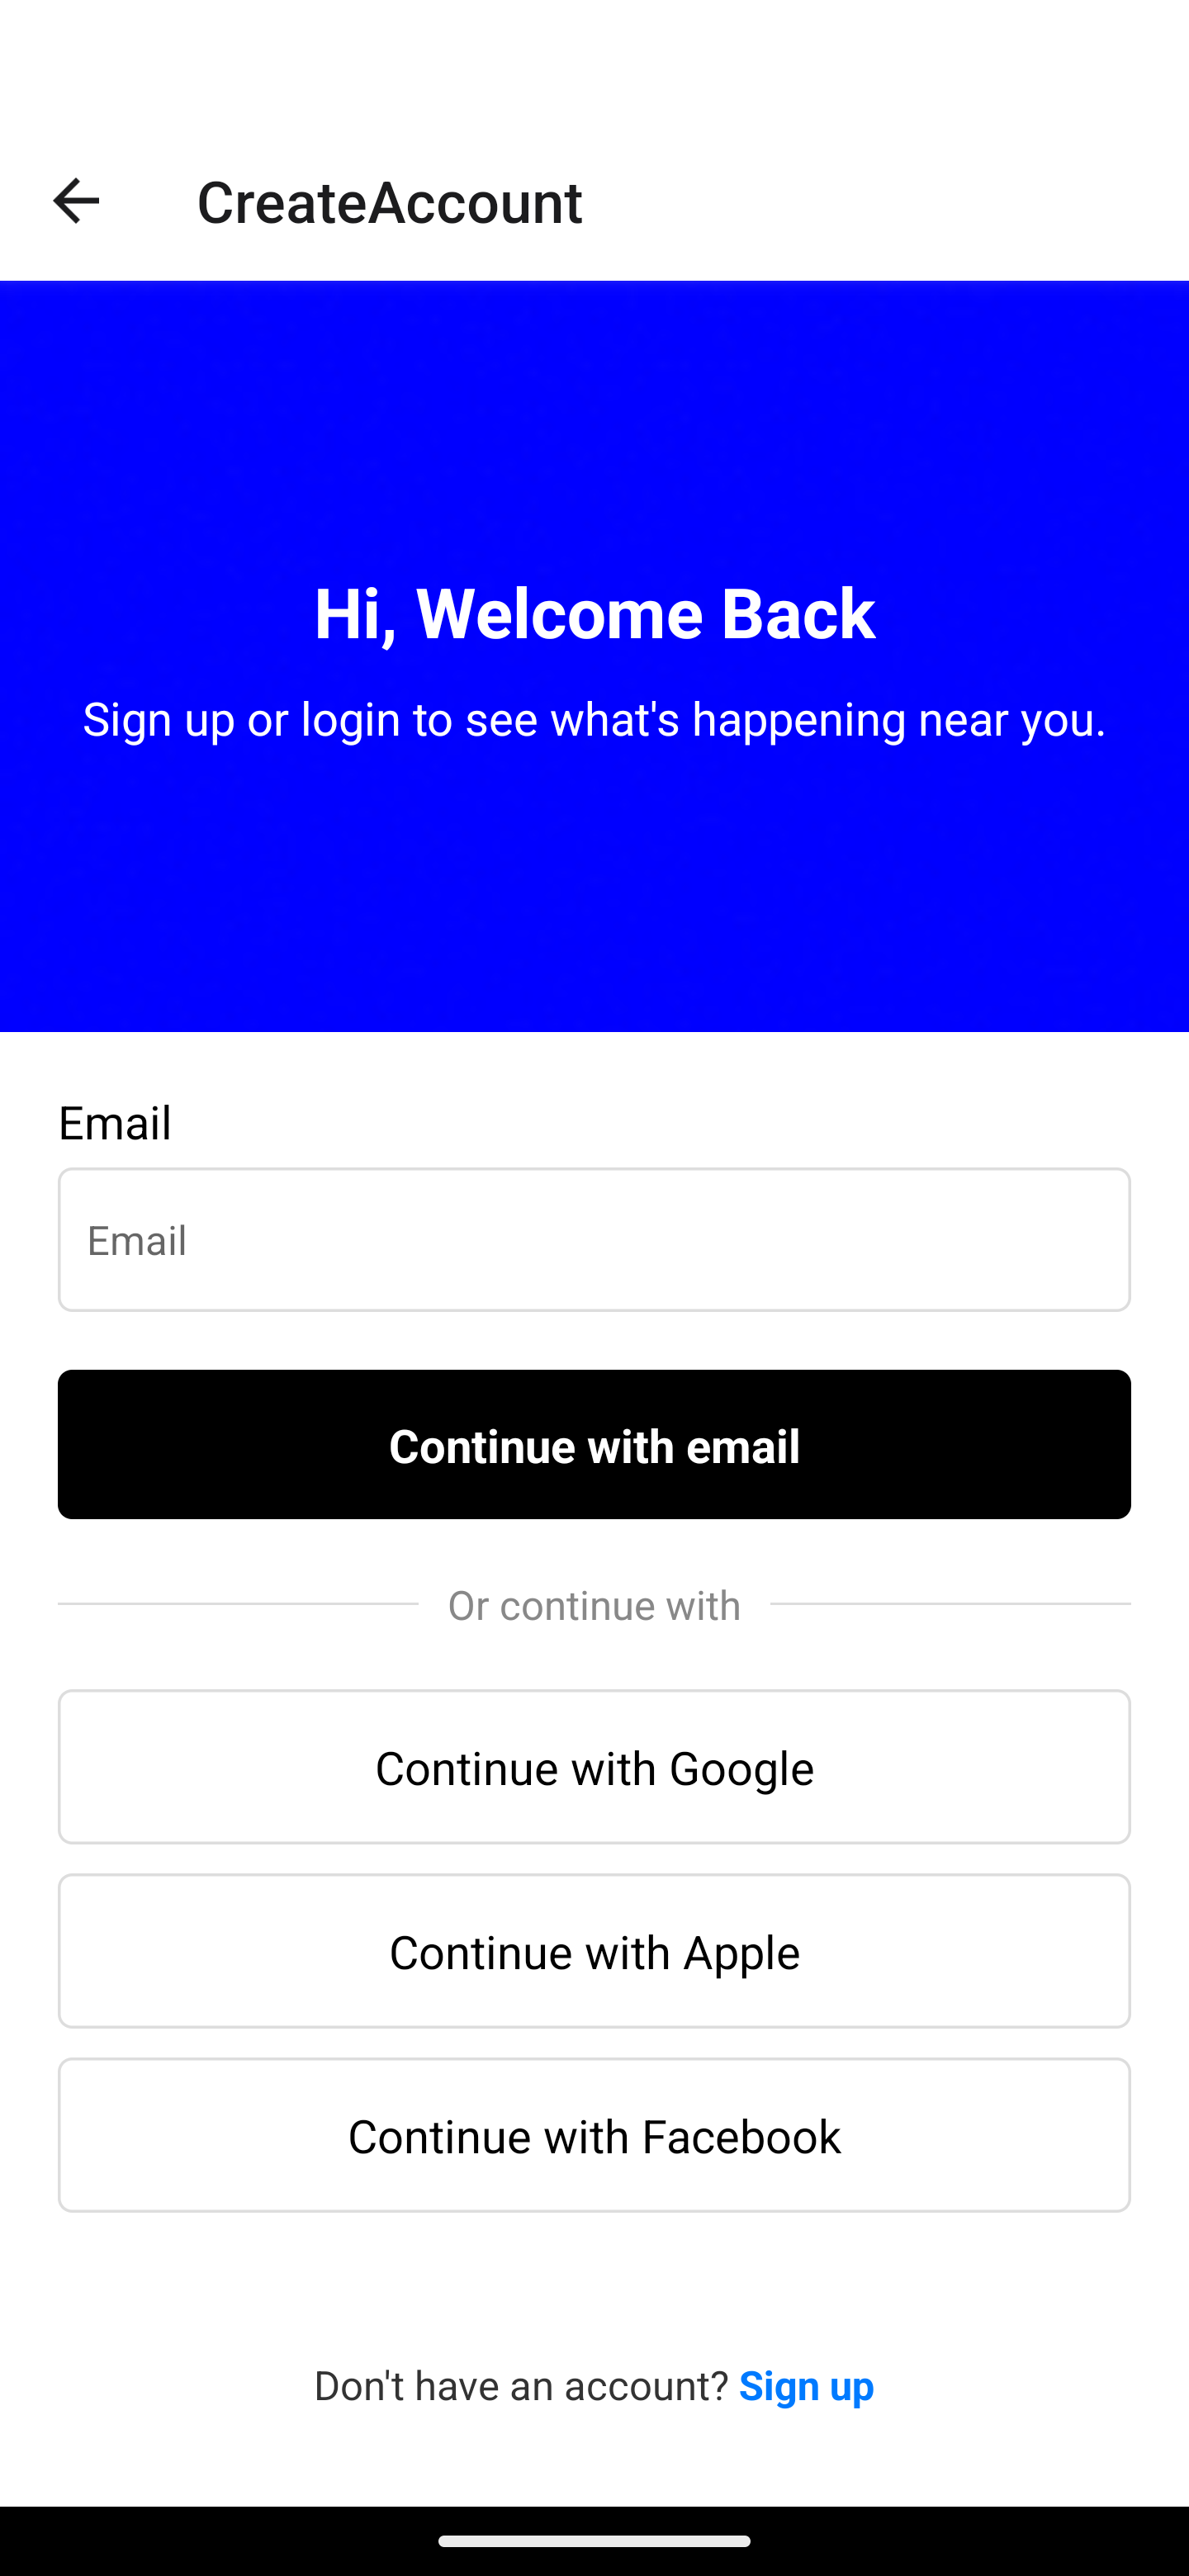 CreateAccount
Hi, Welcome Back
Sign up or login to see what's happening near you.
Email
Email
Continue with email
Or continue with
Continue with Google
Continue with Apple
Continue with Facebook
Don't have an account? Sign up